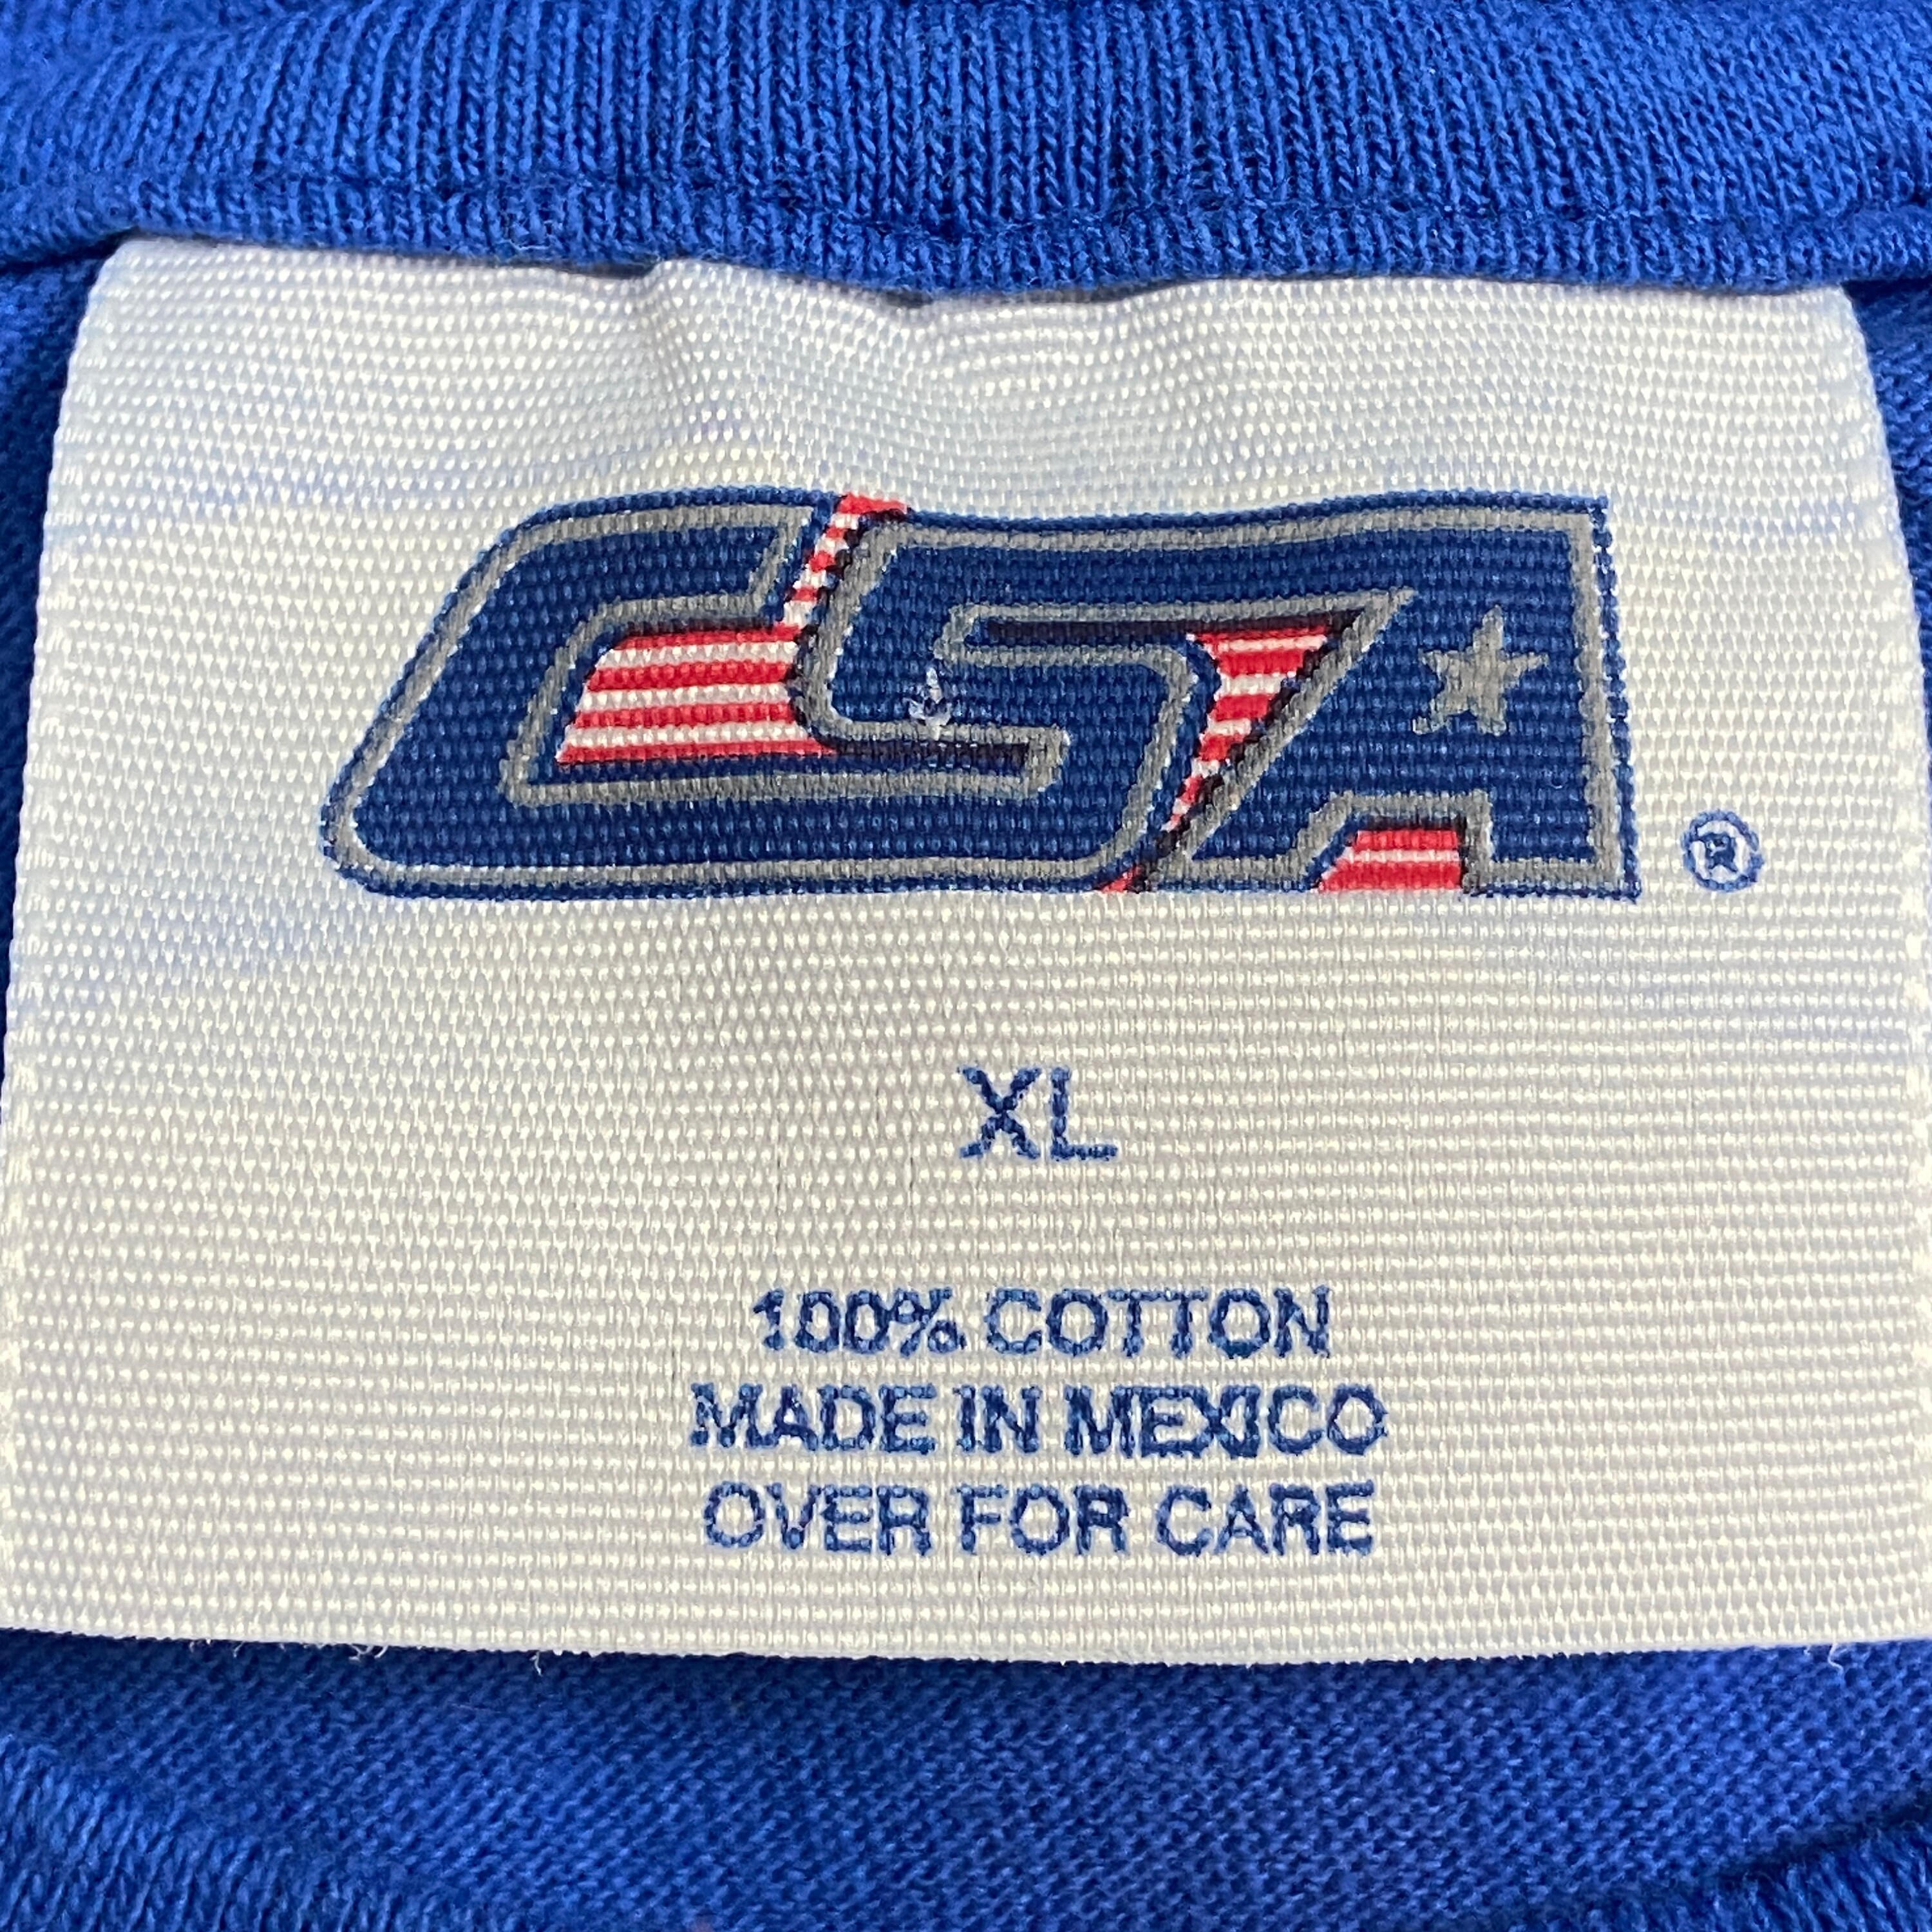 CSA ®
XL
100% COTTON
MADE IN MEXICO
OVER FOR CARE